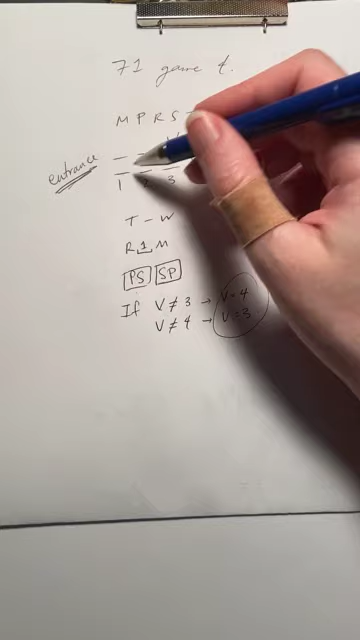 71 game 4.
M P R S
entrance
1 2 3
T - W
R 1 M
PS SP
If V ≠ 3 → V = 4
V ≠ 4 → V = 3